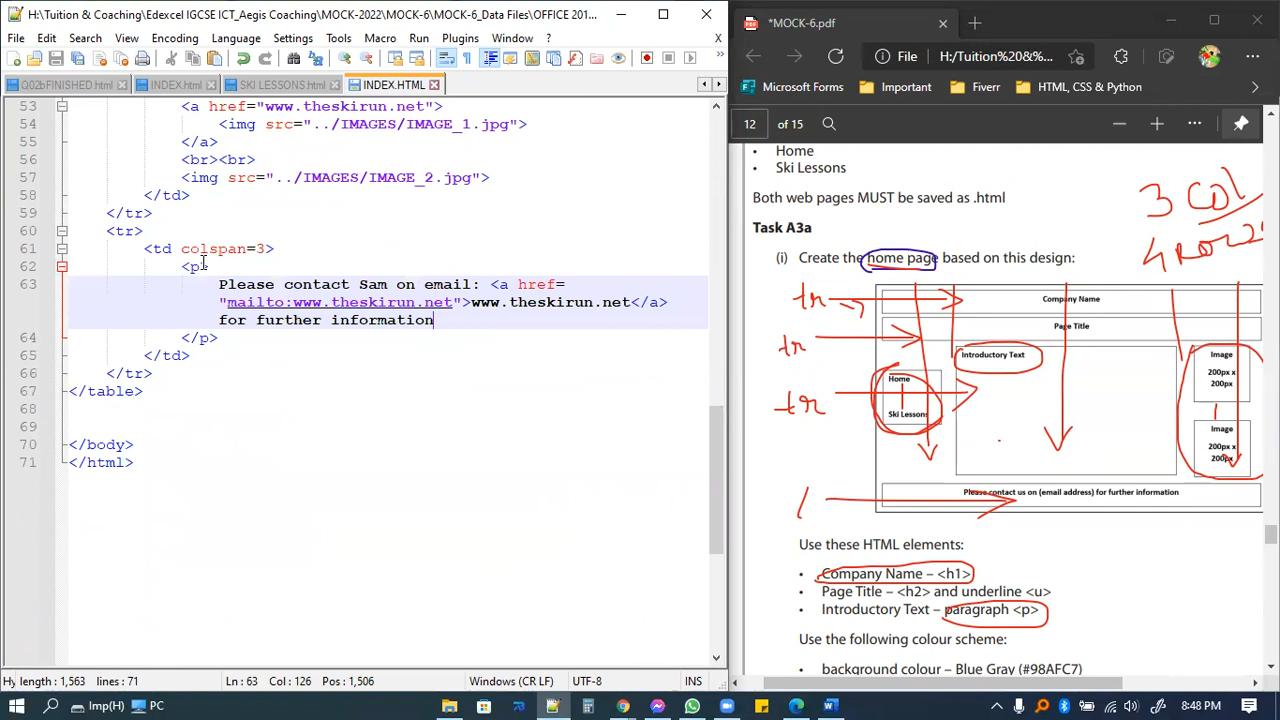 H:\Tuition & Coaching\Edexcel IGCSE ICT_Aegis Coaching\MOCK-2022\MOCK-6\MOCK-6_Data Files\OFFICE 201...
File Edit Search View Encoding Language Settings Tools Macro Run Plugins Window ? X
Q02bFINISHED.html INDEX.html SKI LESSONS.html INDEX.HTML
53 <a href="www.theskirun.net">
54 <img src="../IMAGES/IMAGE_1.jpg">
55 </a>
56 <br><br>
57 <img src="../IMAGES/IMAGE_2.jpg">
58 </td>
59 </tr>
60 <tr>
61 <td colspan=3>
62 <p>
63 Please contact Sam on email: <a href=
"mailto:www.theskirun.net">www.theskirun.net</a>
for further information
64 </p>
65 </td>
66 </tr>
67 </table>
68
69
70 </body>
71 </html>
length : 1,563 lines : 71 Ln : 63 Col : 126 Pos : 1,506 Windows (CR LF) UTF-8 INS
*MOCK-6.pdf
File H:/Tuition%20&%...
Microsoft Forms Important Fiverr HTML, CSS & Python
12 of 15
• Home
• Ski Lessons
3 COL
Both web pages MUST be saved as .html
Task A3a
(i) Create the home page based on this design:
tr Company Name
tr Page Title
Introductory Text
Image
200px x
200px
Home
tr
Ski Lessons
Image
200px x
200px
Please contact us on (email address) for further information
Use these HTML elements:
• Company Name – <h1>
• Page Title – <h2> and underline <u>
• Introductory Text – paragraph <p>
Use the following colour scheme:
• background colour – Blue Gray (#98AFC7)
Imp(H) PC 8:48 PM